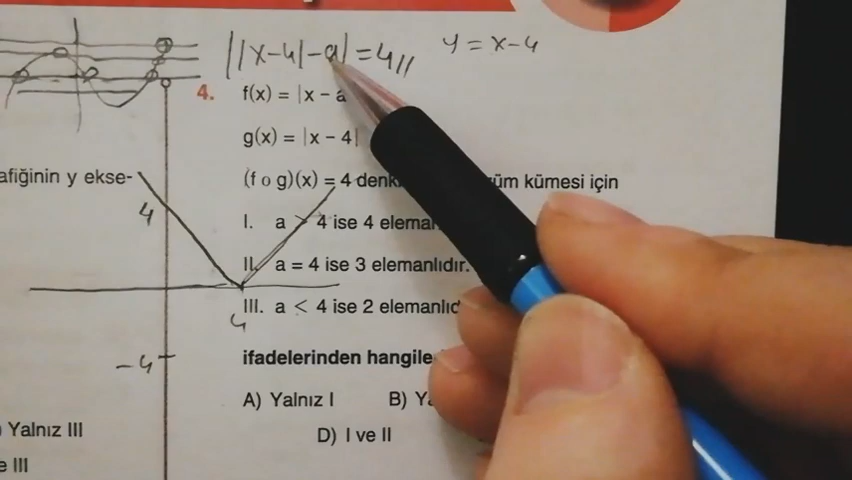 ||x-4|-a|=4//
y=x-4
4.
f(x) = |x - a
g(x) = |x - 4|
afiğinin y ekse-
(f o g)(x) = 4 denk üm kümesi için
4
I. a > 4 ise 4 eleman
II. a = 4 ise 3 elemanlıdır.
III. a < 4 ise 2 elemanlıd
4
-4
ifadelerinden hangile
A) Yalnız I B) Y
Yalnız III
D) I ve II
e III